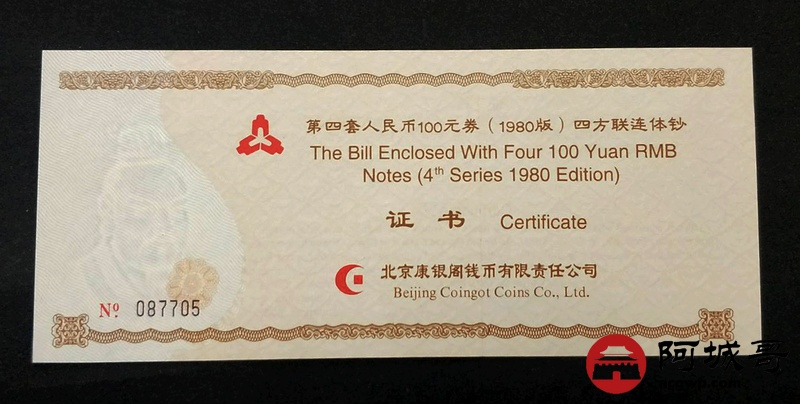 第四套人民币100元券（1980版）四方联连体钞
The Bill Enclosed With Four 100 Yuan RMB
Notes (4th Series 1980 Edition)
证书 Certificate
北京康银阁钱币有限责任公司
Beijing Coingot Coins Co., Ltd.
Nº 087705
阿城哥